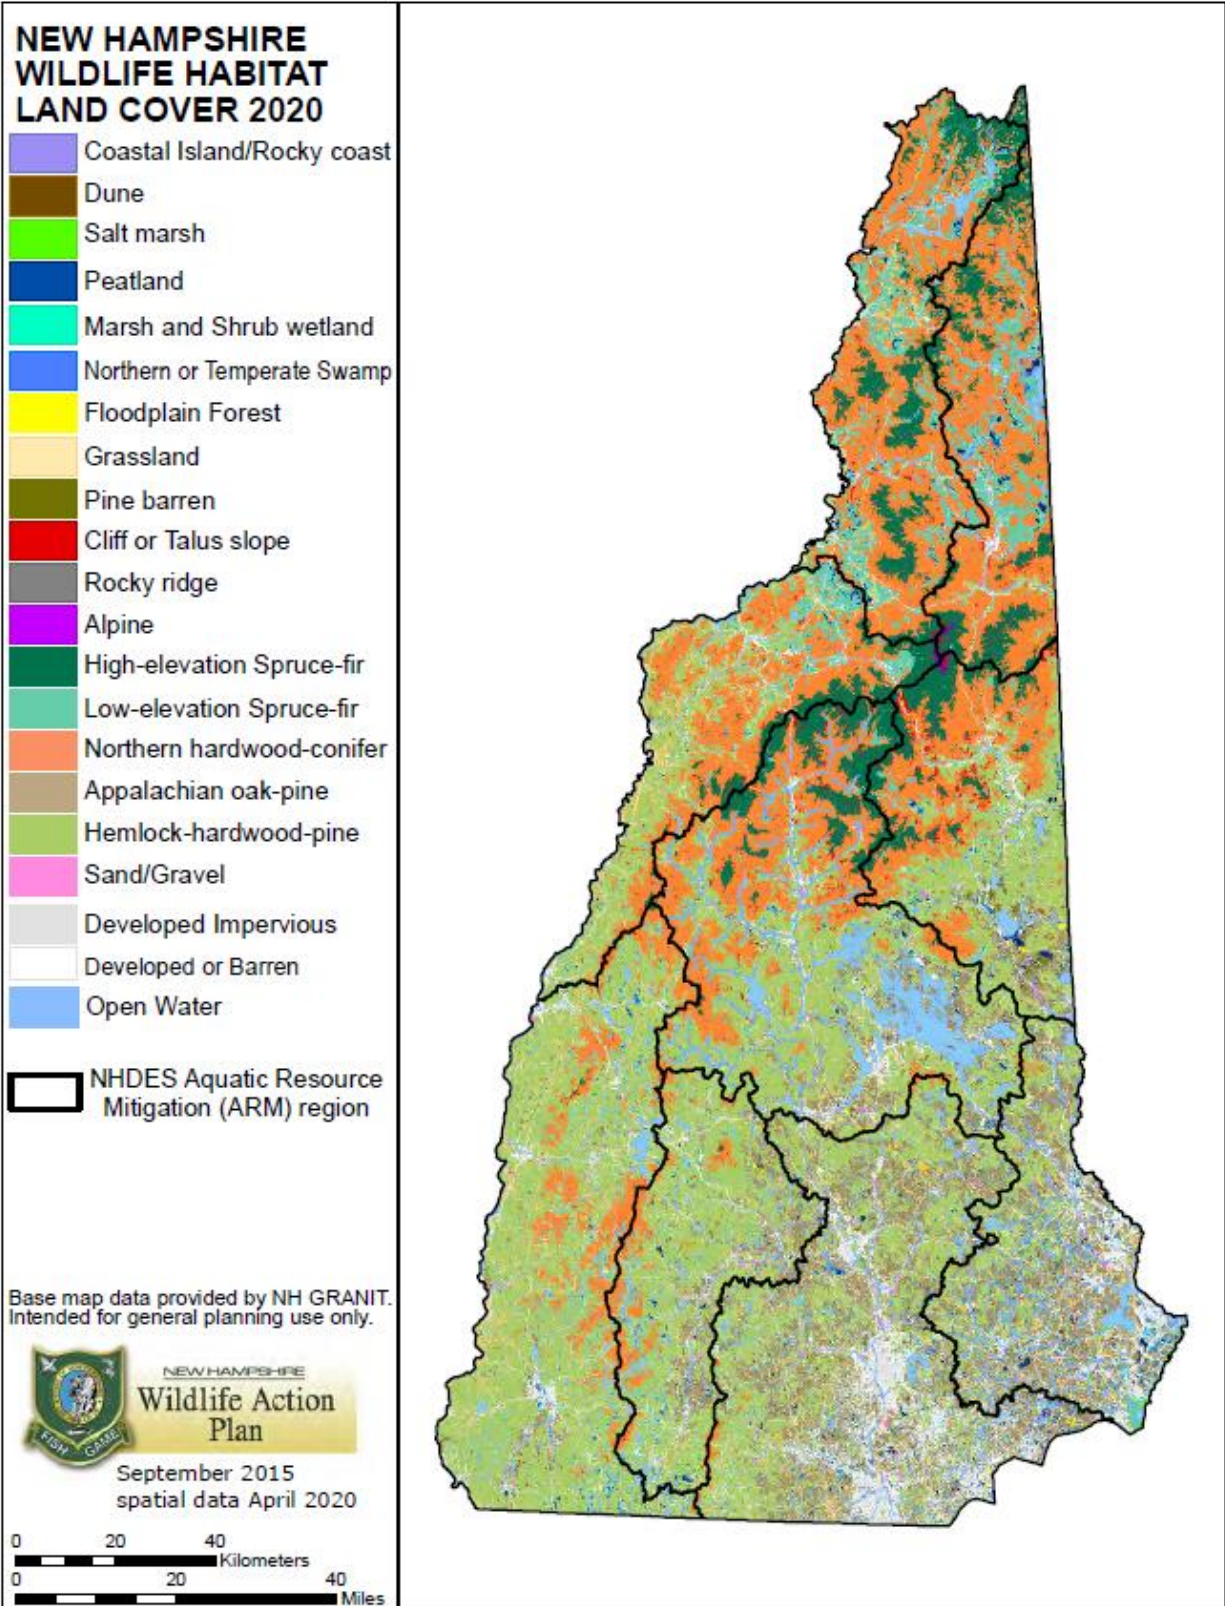 NEW HAMPSHIRE
WILDLIFE HABITAT
LAND COVER 2020
Coastal Island/Rocky coast
Dune
Salt marsh
Peatland
Marsh and Shrub wetland
Northern or Temperate Swamp
Floodplain Forest
Grassland
Pine barren
Cliff or Talus slope
Rocky ridge
Alpine
High-elevation Spruce-fir
Low-elevation Spruce-fir
Northern hardwood-conifer
Appalachian oak-pine
Hemlock-hardwood-pine
Sand/Gravel
Developed Impervious
Developed or Barren
Open Water
NHDES Aquatic Resource
Mitigation (ARM) region
Base map data provided by NH GRANIT.
Intended for general planning use only.
NEW HAMPSHIRE
Wildlife Action
Plan
FISH GAME
September 2015
spatial data April 2020
0 20 40
Kilometers
0 20 40
Miles